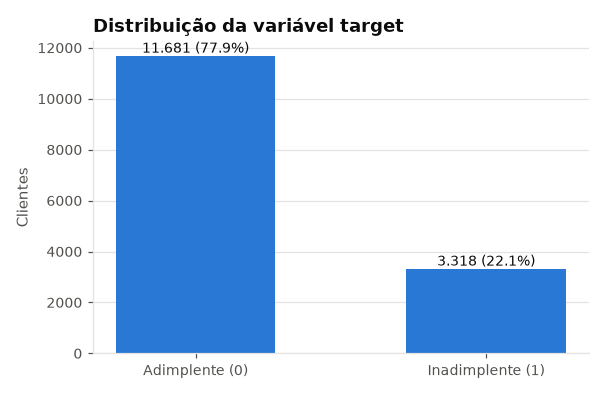 Distribuição da variável target
12000
11.681 (77.9%)
10000
8000
6000
4000
3.318 (22.1%)
2000
0
Clientes
Adimplente (0)
Inadimplente (1)